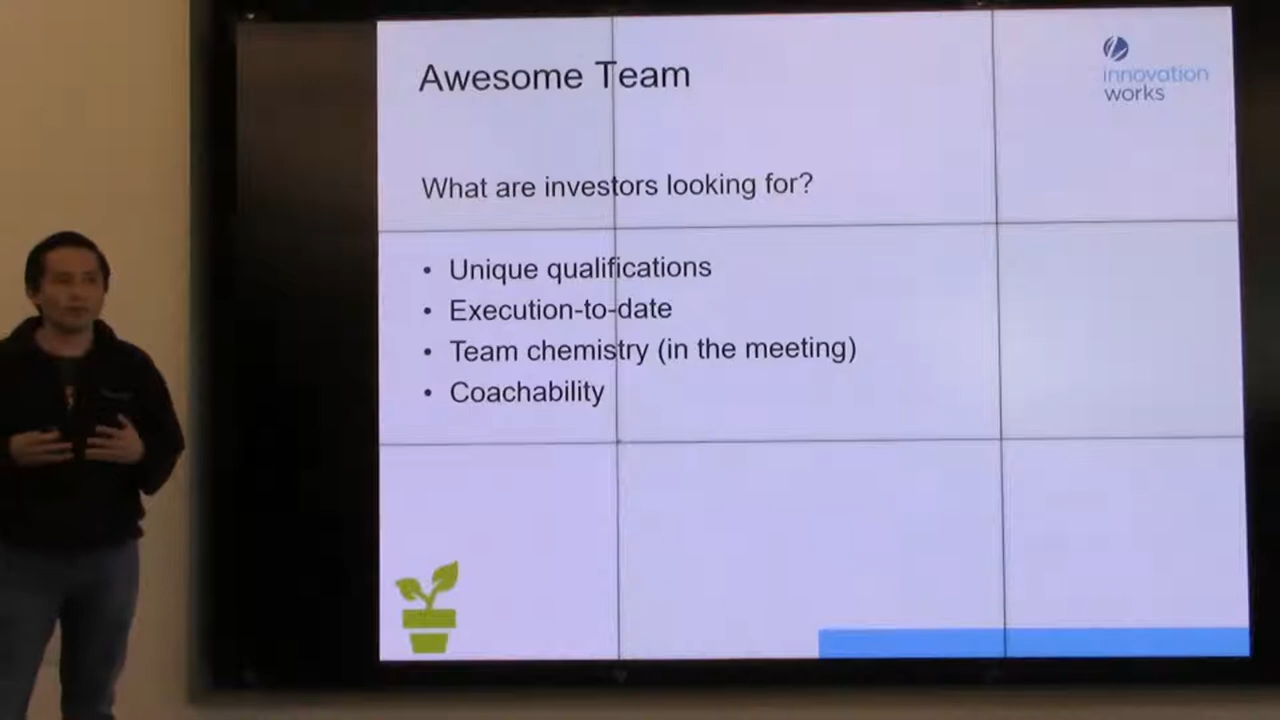 Awesome Team
innovation
works
What are investors looking for?
• Unique qualifications
• Execution-to-date
• Team chemistry (in the meeting)
• Coachability